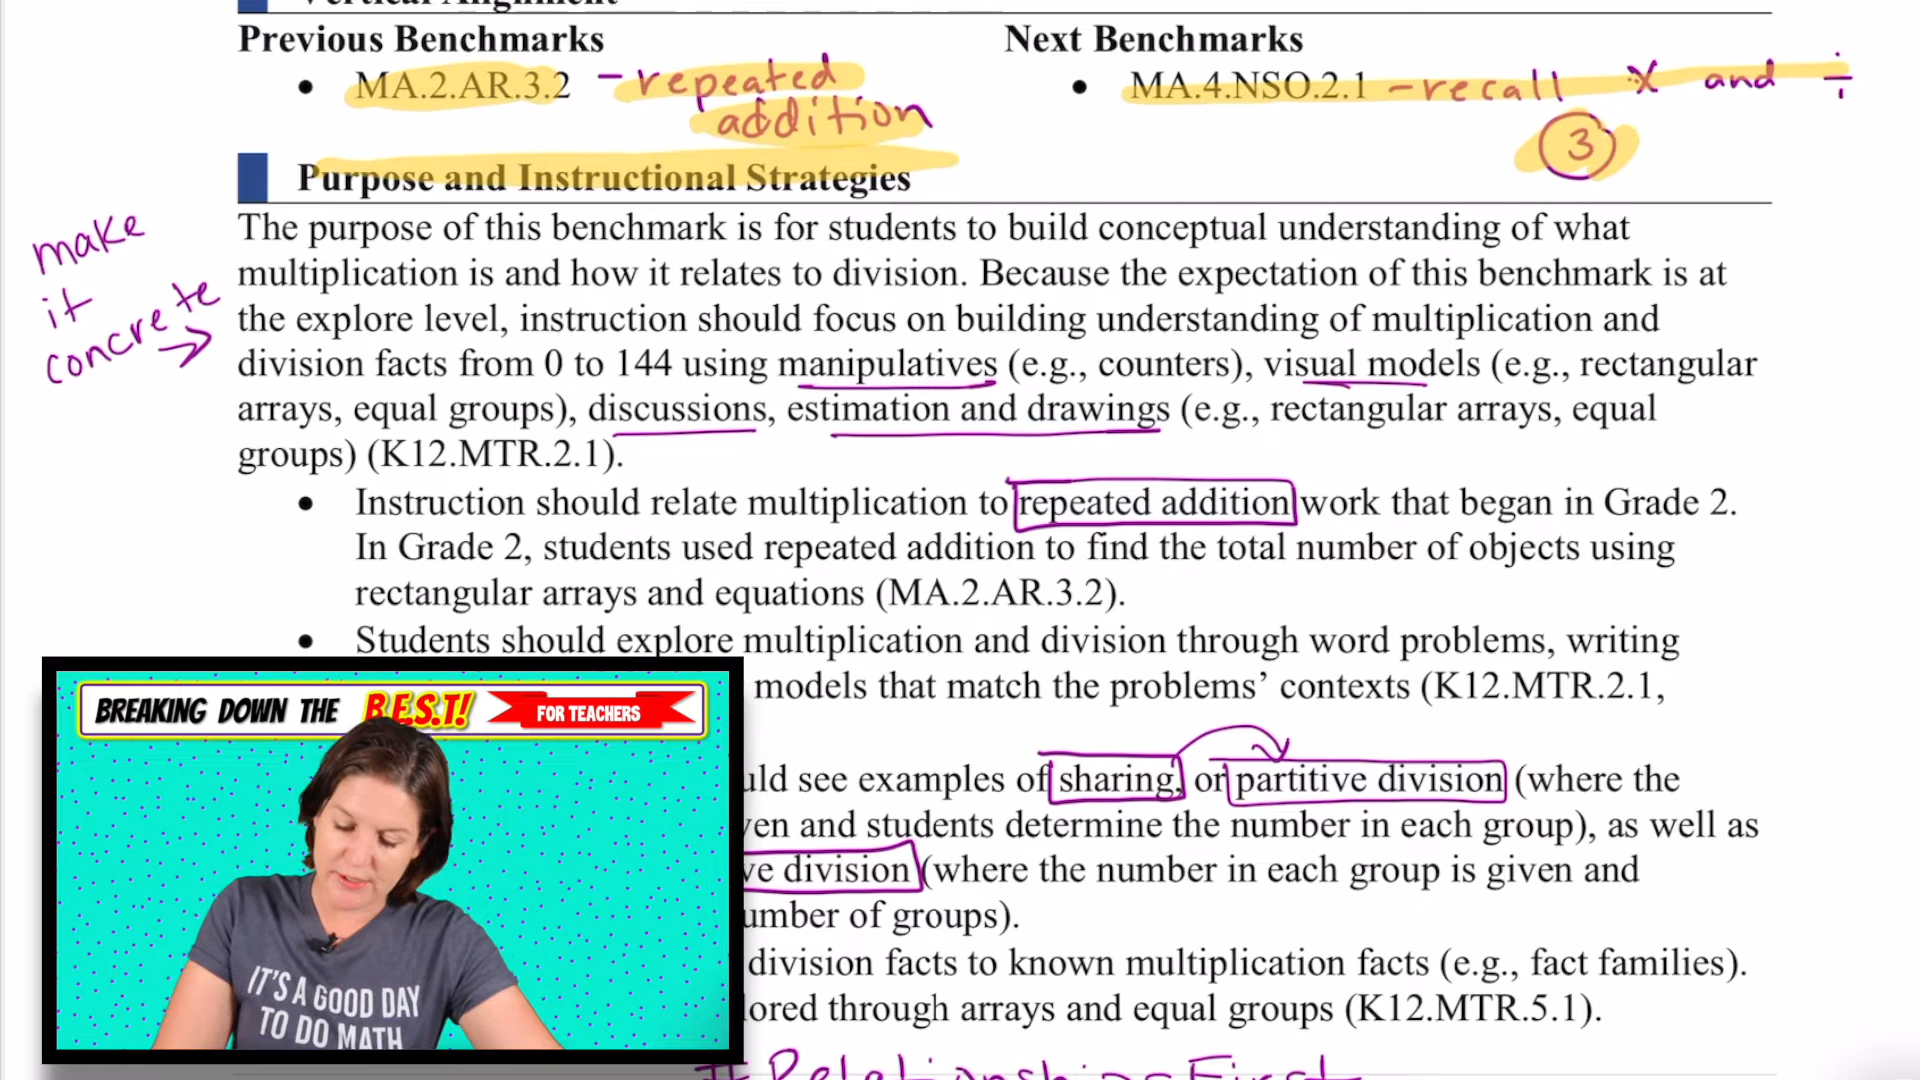 Vertical Alignment
Previous Benchmarks
Next Benchmarks
• MA.2.AR.3.2 - repeated
addition
• MA.4.NSO.2.1 - recall x and ÷
3
Purpose and Instructional Strategies
make
it
concrete
The purpose of this benchmark is for students to build conceptual understanding of what
multiplication is and how it relates to division. Because the expectation of this benchmark is at
the explore level, instruction should focus on building understanding of multiplication and
division facts from 0 to 144 using manipulatives (e.g., counters), visual models (e.g., rectangular
arrays, equal groups), discussions, estimation and drawings (e.g., rectangular arrays, equal
groups) (K12.MTR.2.1).
• Instruction should relate multiplication to repeated addition work that began in Grade 2.
In Grade 2, students used repeated addition to find the total number of objects using
rectangular arrays and equations (MA.2.AR.3.2).
• Students should explore multiplication and division through word problems, writing
models that match the problems’ contexts (K12.MTR.2.1,
uld see examples of sharing, or partitive division (where the
ven and students determine the number in each group), as well as
ve division (where the number in each group is given and
umber of groups).
division facts to known multiplication facts (e.g., fact families).
lored through arrays and equal groups (K12.MTR.5.1).
# Relationships First
BREAKING DOWN THE B.E.S.T! FOR TEACHERS
IT'S A GOOD DAY
TO DO MATH